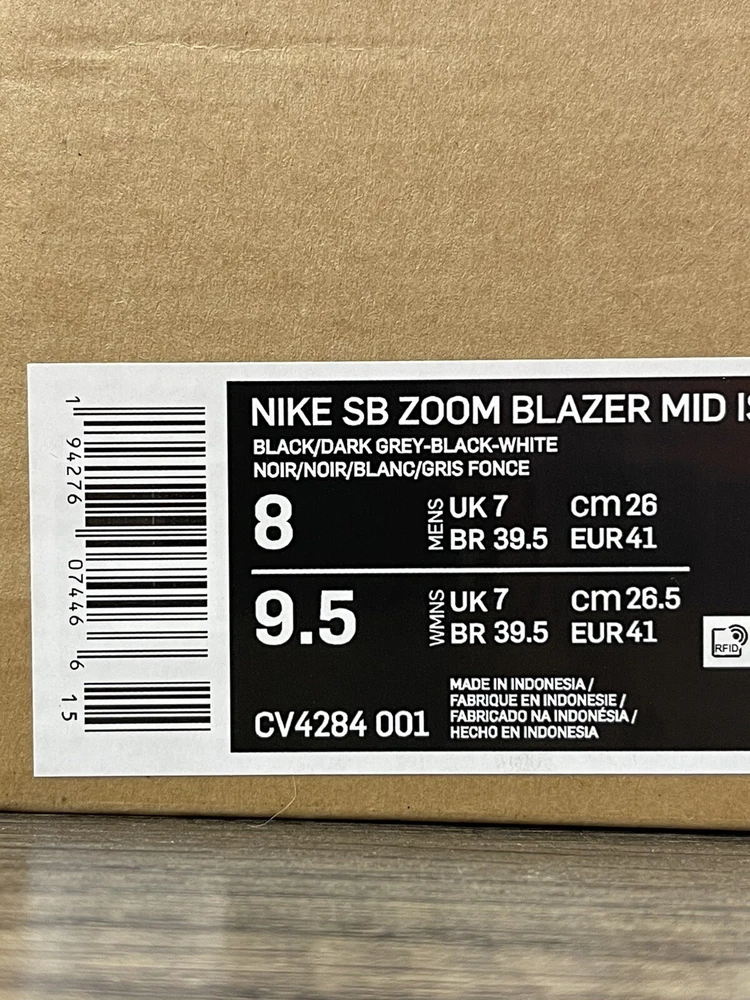 NIKE SB ZOOM BLAZER MID
BLACK/DARK GREY-BLACK-WHITE
NOIR/NOIR/BLANC/GRIS FONCE
8 MENS UK 7 cm 26
BR 39.5 EUR 41
9.5 WMNS UK 7 cm 26.5
BR 39.5 EUR 41
RFID
CV4284 001
MADE IN INDONESIA /
FABRIQUE EN INDONESIE /
FABRICADO NA INDONÉSIA /
HECHO EN INDONESIA
1 94276 07446 6 15